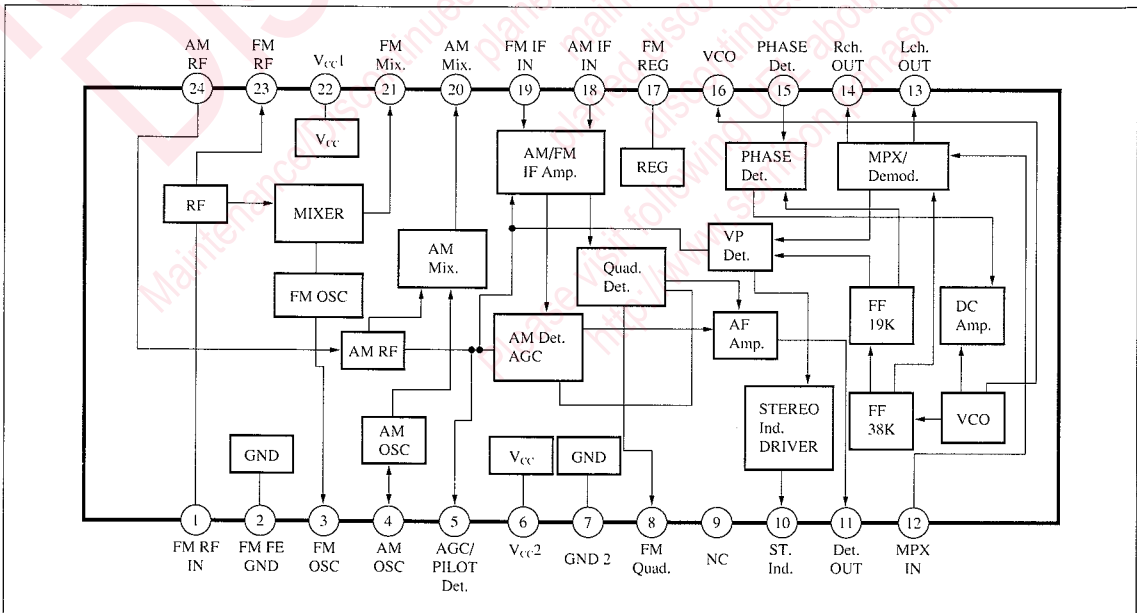 AM
RF
FM
RF
VCC1
FM
Mix.
AM
Mix.
FM IF
IN
AM IF
IN
FM
REG
VCO
PHASE
Det.
Rch.
OUT
Lch.
OUT
24
23
22
21
20
19
18
17
16
15
14
13
VCC
AM/FM
IF Amp.
REG
PHASE
Det.
MPX/
Demod.
RF
MIXER
AM
Mix.
Quad.
Det.
VP
Det.
FM OSC
FF
19K
DC
Amp.
AM RF
AM Det.
AGC
AF
Amp.
AM
OSC
STEREO
Ind.
DRIVER
FF
38K
VCO
GND
VCC
GND
1
2
3
4
5
6
7
8
9
10
11
12
FM RF
IN
FM FE
GND
FM
OSC
AM
OSC
AGC/
PILOT
Det.
VCC2
GND 2
FM
Quad.
NC
ST.
Ind.
Det.
OUT
MPX
IN